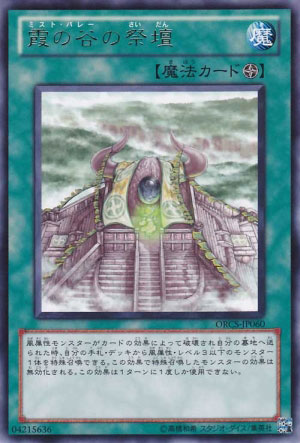 ミスト・バレー さいだん
霞の谷の祭壇
魔
【魔法カード】
ORCS-JP060
風属性モンスターがカードの効果によって破壊され自分の墓地へ送
られた時、自分の手札・デッキから風属性・レベル3以下のモンスター
1体を特殊召喚できる。この効果で特殊召喚したモンスターの効果は
無効化される。この効果は1ターンに1度しか使用できない。
04215636
©高橋和希 スタジオ・ダイス/集英社